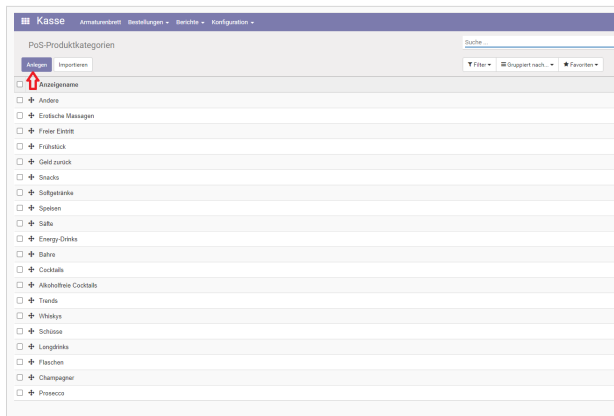 Kasse Armaturenbrett Bestellungen Berichte Konfiguration
PoS-Produktkategorien
Suche ...
Anlegen Importieren
Filter Gruppiert nach... Favoriten
Anzeigename
Andere
Erotische Massagen
Freier Eintritt
Frühstück
Geld zurück
Snacks
Softgetränke
Speisen
Säfte
Energy-Drinks
Bahre
Cocktails
Alkoholfreie Cocktails
Trends
Whiskys
Schüsse
Longdrinks
Flaschen
Champagner
Prosecco